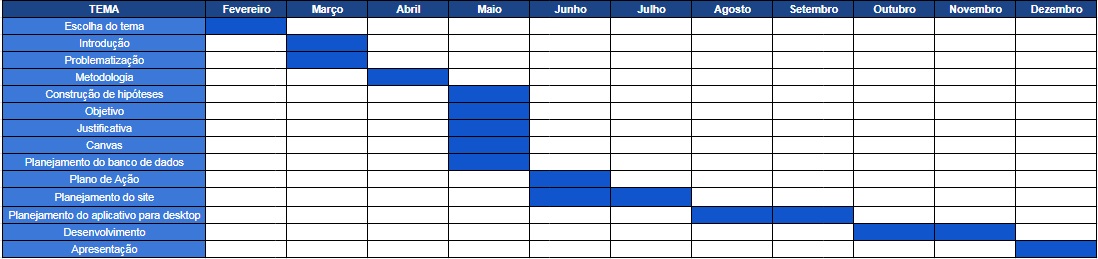 TEMA Fevereiro Março Abril Maio Junho Julho Agosto Setembro Outubro Novembro Dezembro
Escolha do tema
Introdução
Problematização
Metodologia
Construção de hipóteses
Objetivo
Justificativa
Canvas
Planejamento do banco de dados
Plano de Ação
Planejamento do site
Planejamento do aplicativo para desktop
Desenvolvimento
Apresentação